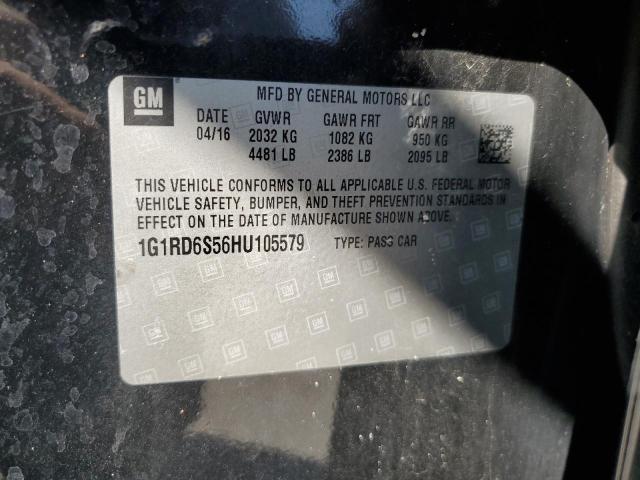 GM
MFD BY GENERAL MOTORS LLC
DATE GVWR GAWR FRT GAWR RR
04/16 2032 KG 1082 KG 950 KG
4481 LB 2386 LB 2095 LB
THIS VEHICLE CONFORMS TO ALL APPLICABLE U.S. FEDERAL MOTOR
VEHICLE SAFETY, BUMPER, AND THEFT PREVENTION STANDARDS IN
EFFECT ON THE DATE OF MANUFACTURE SHOWN ABOVE.
1G1RD6S56HU105579 TYPE: PASS CAR